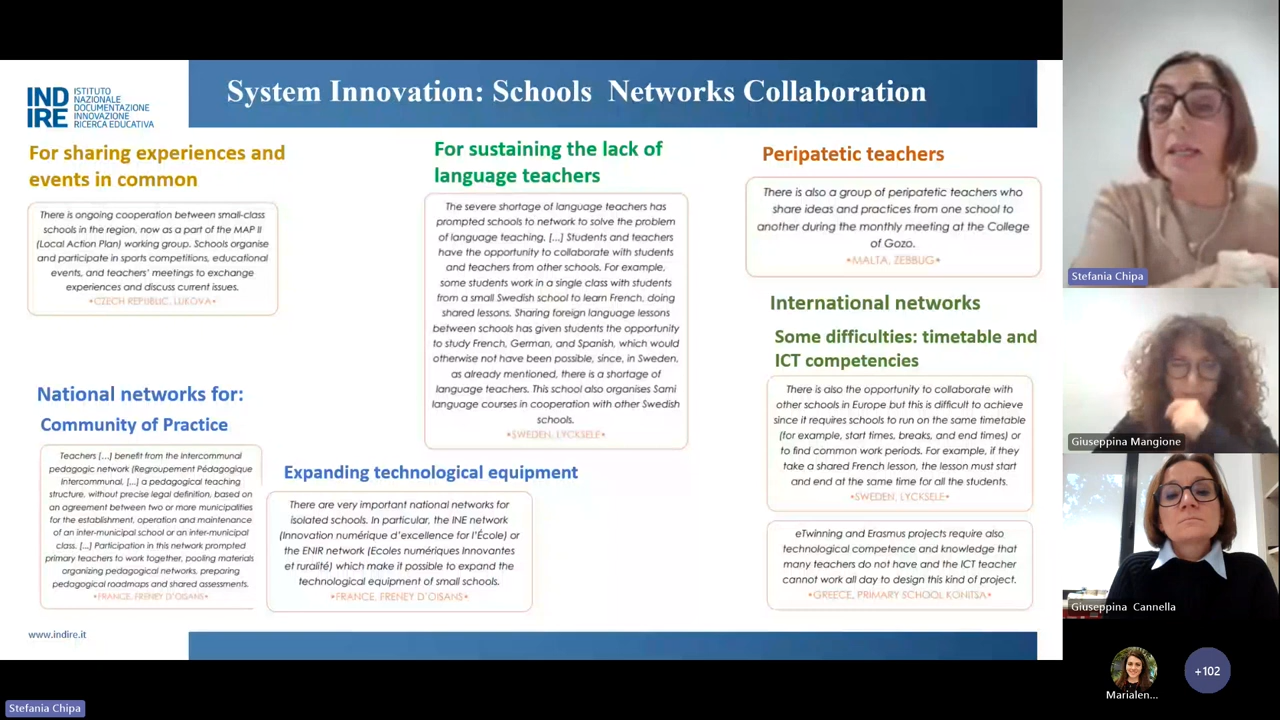 IND
IRE
ISTITUTO
NAZIONALE
DOCUMENTAZIONE
INNOVAZIONE
RICERCA EDUCATIVA
System Innovation: Schools Networks Collaboration
For sharing experiences and
events in common
There is ongoing cooperation between small-class
schools in the region, now as a part of the MAP II
(Local Action Plan) working group. Schools organise
and participate in sports competitions, educational
events, and teachers' meetings to exchange
experiences and discuss current issues.
•CZECH REPUBLIC, LUKOVA•
National networks for:
Community of Practice
Teachers [...] benefit from the Intercommunal
pedagogic network (Regroupement Pédagogique
Intercommunal, [...] a pedagogical teaching
structure, without precise legal definition, based on
an agreement between two or more municipalities
for the establishment, operation and maintenance
of an inter-municipal school or an inter-municipal
class. [...] Participation in this network prompted
primary teachers to work together, pooling materials
organizing pedagogical networks, preparing
pedagogical roadmaps and shared assessments.
•FRANCE, FRENEY D'OISANS•
For sustaining the lack of
language teachers
The severe shortage of language teachers has
prompted schools to network to solve the problem
of language teaching. [...] Students and teachers
have the opportunity to collaborate with students
and teachers from other schools. For example,
some students work in a single class with students
from a small Swedish school to learn French, doing
shared lessons. Sharing foreign language lessons
between schools has given students the opportunity
to study French, German, and Spanish, which would
otherwise not have been possible, since, in Sweden,
as already mentioned, there is a shortage of
language teachers. This school also organises Sami
language courses in cooperation with other Swedish
schools.
•SWEDEN, LYCKSELE•
Expanding technological equipment
There are very important national networks for
isolated schools. In particular, the INE network
(Innovation numérique d'excellence for l'École) or
the ENIR network (Ecoles numériques Innovantes
et ruralité) which make it possible to expand the
technological equipment of small schools.
•FRANCE, FRENEY D'OISANS•
Peripatetic teachers
There is also a group of peripatetic teachers who
share ideas and practices from one school to
another during the monthly meeting at the College
of Gozo.
•MALTA, ZEBBUG•
International networks
Some difficulties: timetable and
ICT competencies
There is also the opportunity to collaborate with
other schools in Europe but this is difficult to achieve
since it requires schools to run on the same timetable
(for example, start times, breaks, and end times) or
to find common work periods. For example, if they
take a shared French lesson, the lesson must start
and end at the same time for all the students.
•SWEDEN, LYCKSELE•
eTwinning and Erasmus projects require also
technological competence and knowledge that
many teachers do not have and the ICT teacher
cannot work all day to design this kind of project.
•GREECE, PRIMARY SCHOOL KONITSA•
www.indire.it
Stefania Chipa
Stefania Chipa
Giuseppina Mangione
Giuseppina Cannella
Marialen...
+102